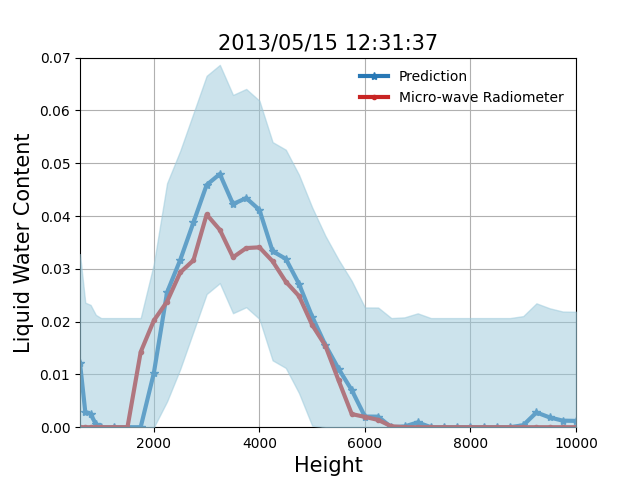 2013/05/15 12:31:37
Prediction
Micro-wave Radiometer
Liquid Water Content
0.07
0.06
0.05
0.04
0.03
0.02
0.01
0.00
2000 4000 6000 8000 10000
Height